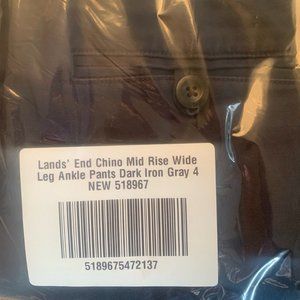 Lands' End Chino Mid Rise Wide
Leg Ankle Pants Dark Iron Gray 4
NEW 518967
5189675472137